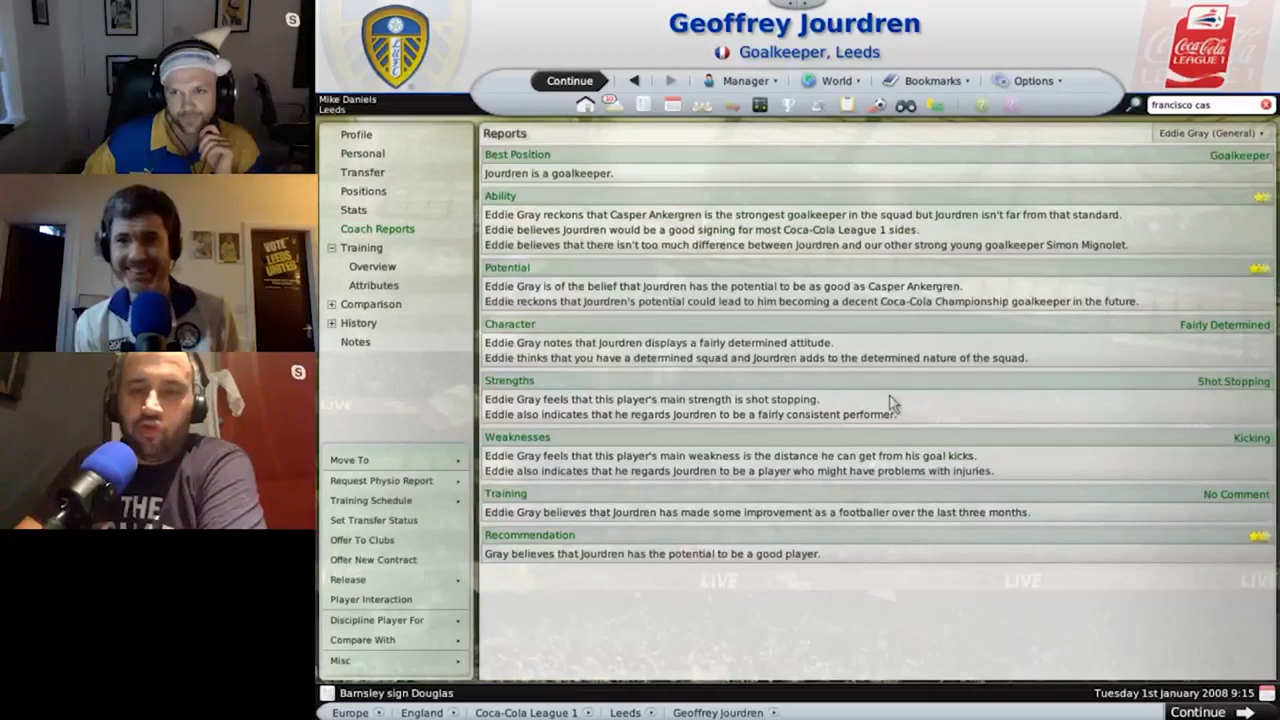 Geoffrey Jourdren
Goalkeeper, Leeds
Coca-Cola
LEAGUE 1
Continue
Manager
World
Bookmarks
Options
Mike Daniels
Leeds
francisco cas
Profile
Personal
Transfer
Positions
Stats
Coach Reports
Training
Overview
Attributes
Comparison
History
Notes
LIVE
Move To
Request Physio Report
Training Schedule
Set Transfer Status
Offer To Clubs
Offer New Contract
Release
Player Interaction
Discipline Player For
Compare With
Misc
Reports
Eddie Gray (General)
Best Position Goalkeeper
Jourdren is a goalkeeper.
Ability
Eddie Gray reckons that Casper Ankergren is the strongest goalkeeper in the squad but Jourdren isn't far from that standard.
Eddie believes Jourdren would be a good signing for most Coca-Cola League 1 sides.
Eddie believes that there isn't too much difference between Jourdren and our other strong young goalkeeper Simon Mignolet.
Potential
Eddie Gray is of the belief that Jourdren has the potential to be as good as Casper Ankergren.
Eddie reckons that Jourdren's potential could lead to him becoming a decent Coca-Cola Championship goalkeeper in the future.
Character Fairly Determined
Eddie Gray notes that Jourdren displays a fairly determined attitude.
Eddie thinks that you have a determined squad and Jourdren adds to the determined nature of the squad.
Strengths Shot Stopping
Eddie Gray feels that this player's main strength is shot stopping.
Eddie also indicates that he regards Jourdren to be a fairly consistent performer.
Weaknesses Kicking
Eddie Gray feels that this player's main weakness is the distance he can get from his goal kicks.
Eddie also indicates that he regards Jourdren to be a player who might have problems with injuries.
Training No Comment
Eddie Gray believes that Jourdren has made some improvement as a footballer over the last three months.
Recommendation
Gray believes that Jourdren has the potential to be a good player.
LIVE
LIVE
Barnsley sign Douglas
Tuesday 1st January 2008 9:15
Europe
England
Coca-Cola League 1
Leeds
Geoffrey Jourdren
Continue
VOTE
LEEDS
UNITED
THE